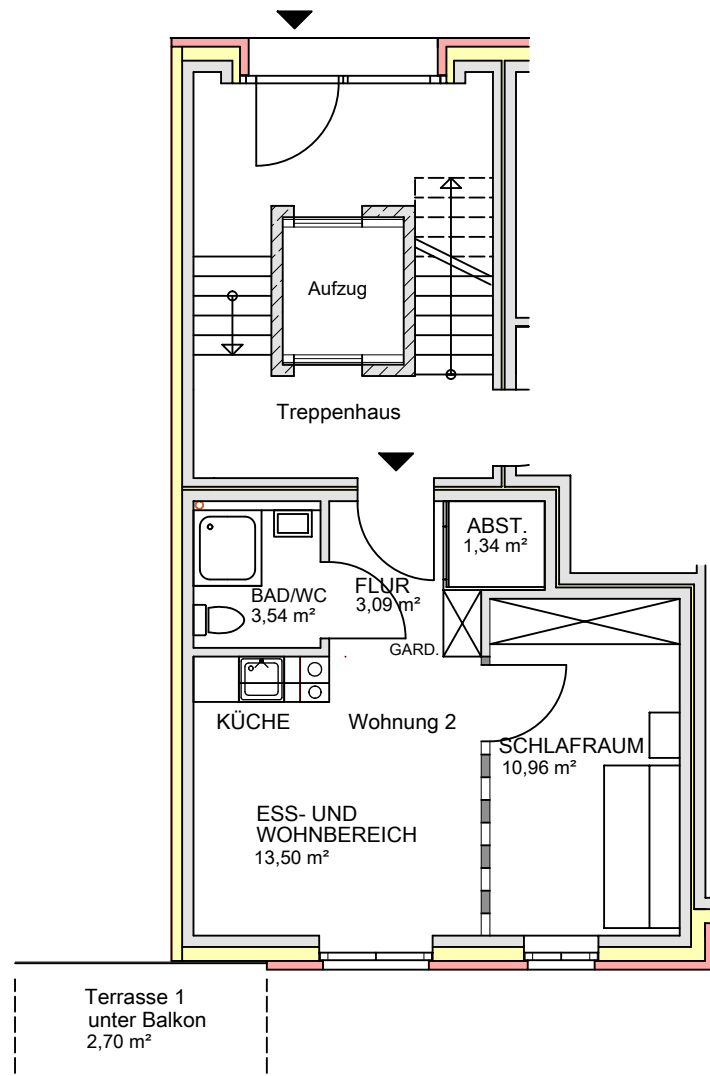 Aufzug
Treppenhaus
ABST.
1,34 m²
BAD/WC
3,54 m²
FLUR
3,09 m²
GARD.
KÜCHE
Wohnung 2
SCHLAFRAUM
10,96 m²
ESS- UND
WOHNBEREICH
13,50 m²
Terrasse 1
unter Balkon
2,70 m²